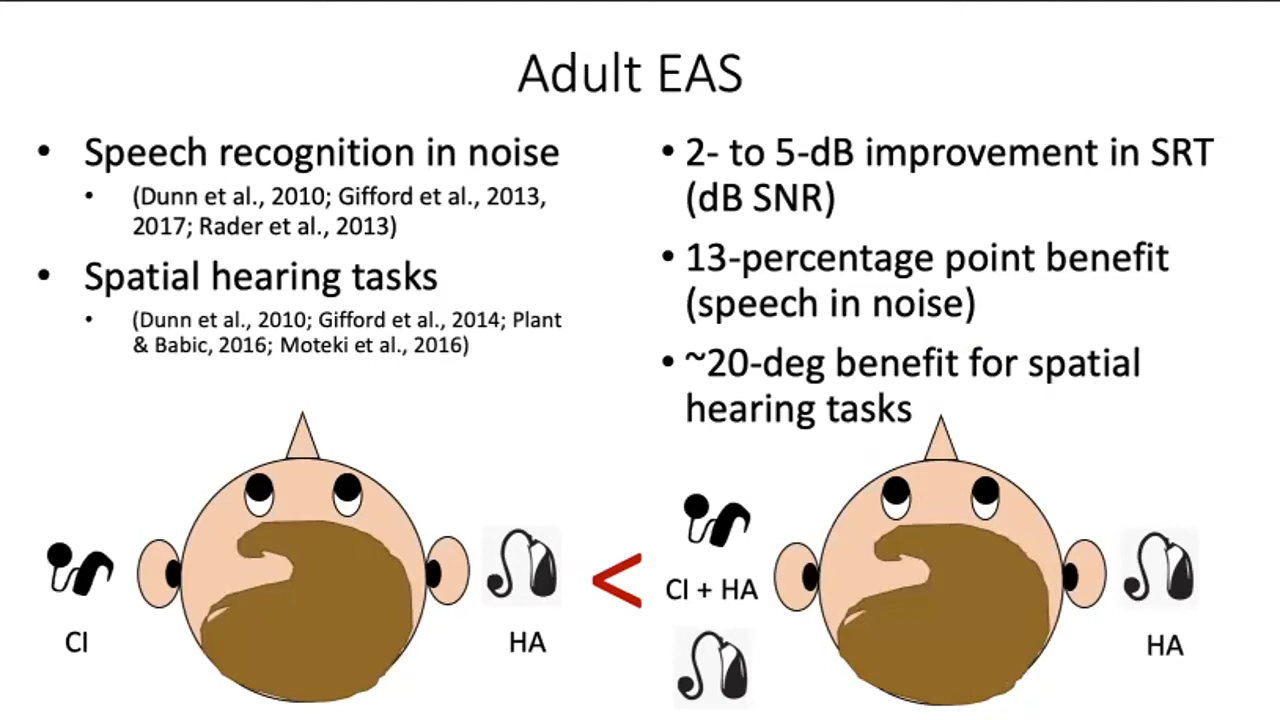 Adult EAS
• Speech recognition in noise
• (Dunn et al., 2010; Gifford et al., 2013,
2017; Rader et al., 2013)
• Spatial hearing tasks
• (Dunn et al., 2010; Gifford et al., 2014; Plant
& Babic, 2016; Moteki et al., 2016)
• 2- to 5-dB improvement in SRT
(dB SNR)
• 13-percentage point benefit
(speech in noise)
• ~20-deg benefit for spatial
hearing tasks
CI
HA
<
CI + HA
HA